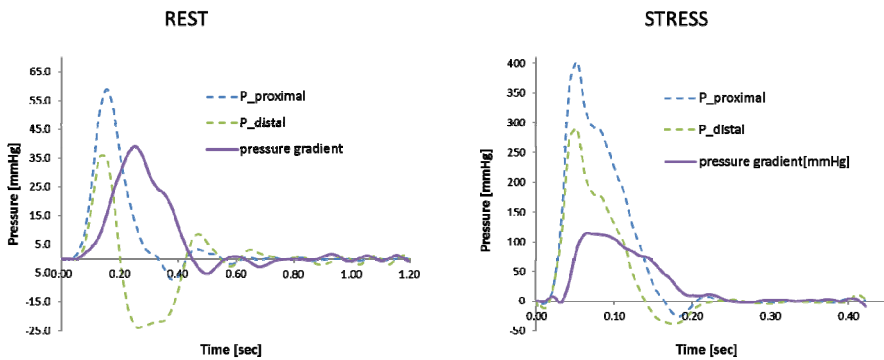 REST
65.0
55.0
45.0
35.0
25.0
15.0
5.0
5.00
-15.0
-25.0
0.00 0.20 0.40 0.60 0.80 1.00 1.20
Pressure [mmHg]
Time [sec]
P_proximal
P_distal
pressure gradient
STRESS
400
350
300
250
200
150
100
50
0
-50
0.00 0.10 0.20 0.30 0.40
Pressure [mmHg]
Time [sec]
P_proximal
P_distal
pressure gradient[mmHg]